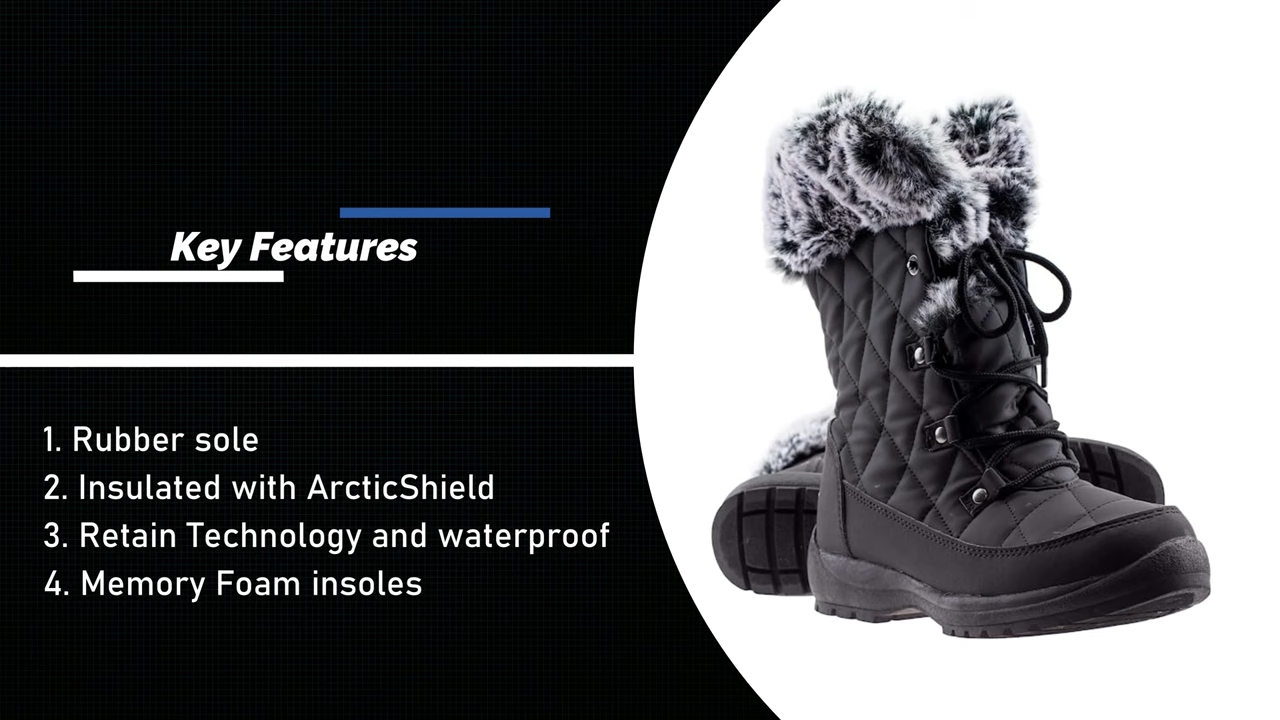 Key Features
1. Rubber sole
2. Insulated with ArcticShield
3. Retain Technology and waterproof
4. Memory Foam insoles